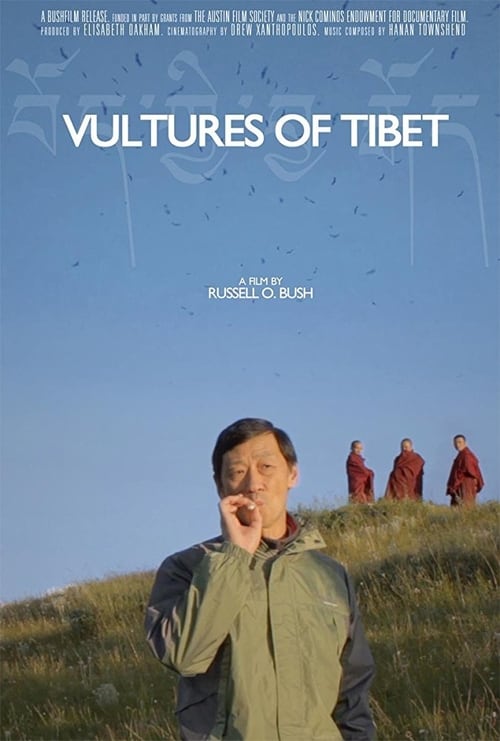 A BUSHFILM RELEASE. FUNDED IN PART BY GRANTS FROM THE AUSTIN FILM SOCIETY AND THE NICK COMINOS ENDOWMENT FOR DOCUMENTARY FILM.
PRODUCED BY ELISABETH OAKHAM. CINEMATOGRAPHY BY DREW XANTHOPOULOS. MUSIC COMPOSED BY HANAN TOWNSHEND
VULTURES OF TIBET
A FILM BY
RUSSELL O. BUSH